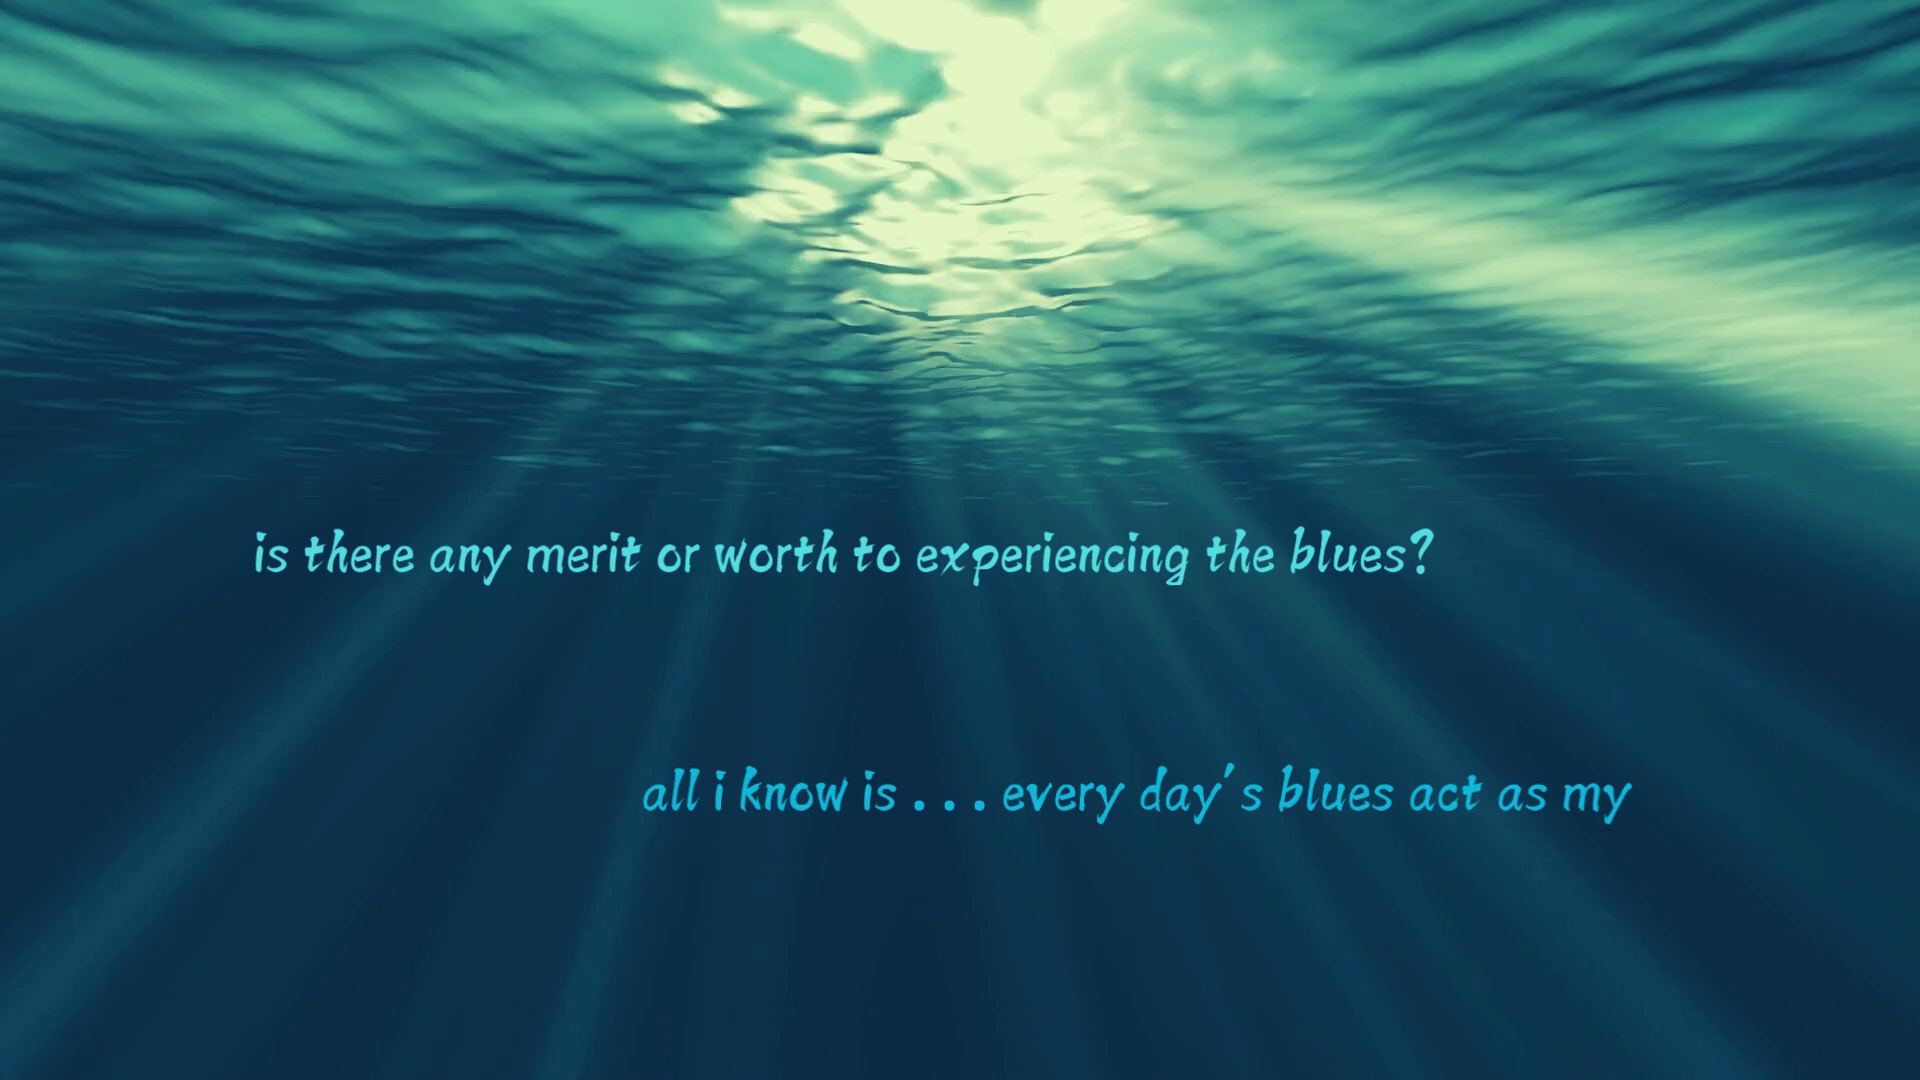 is there any merit or worth to experiencing the blues?
all i know is . . . every day's blues act as my